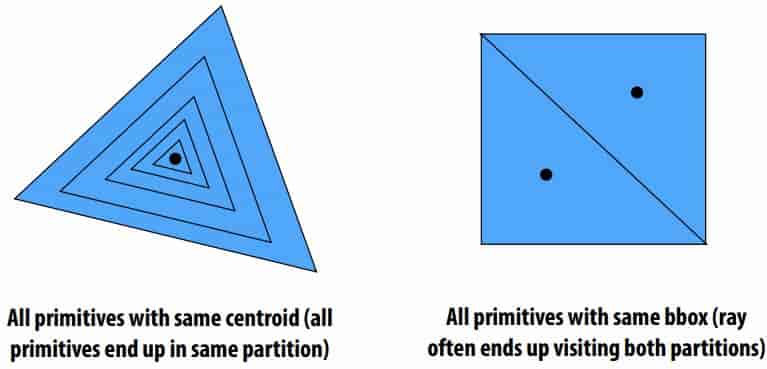 All primitives with same centroid (all
primitives end up in same partition)
All primitives with same bbox (ray
often ends up visiting both partitions)